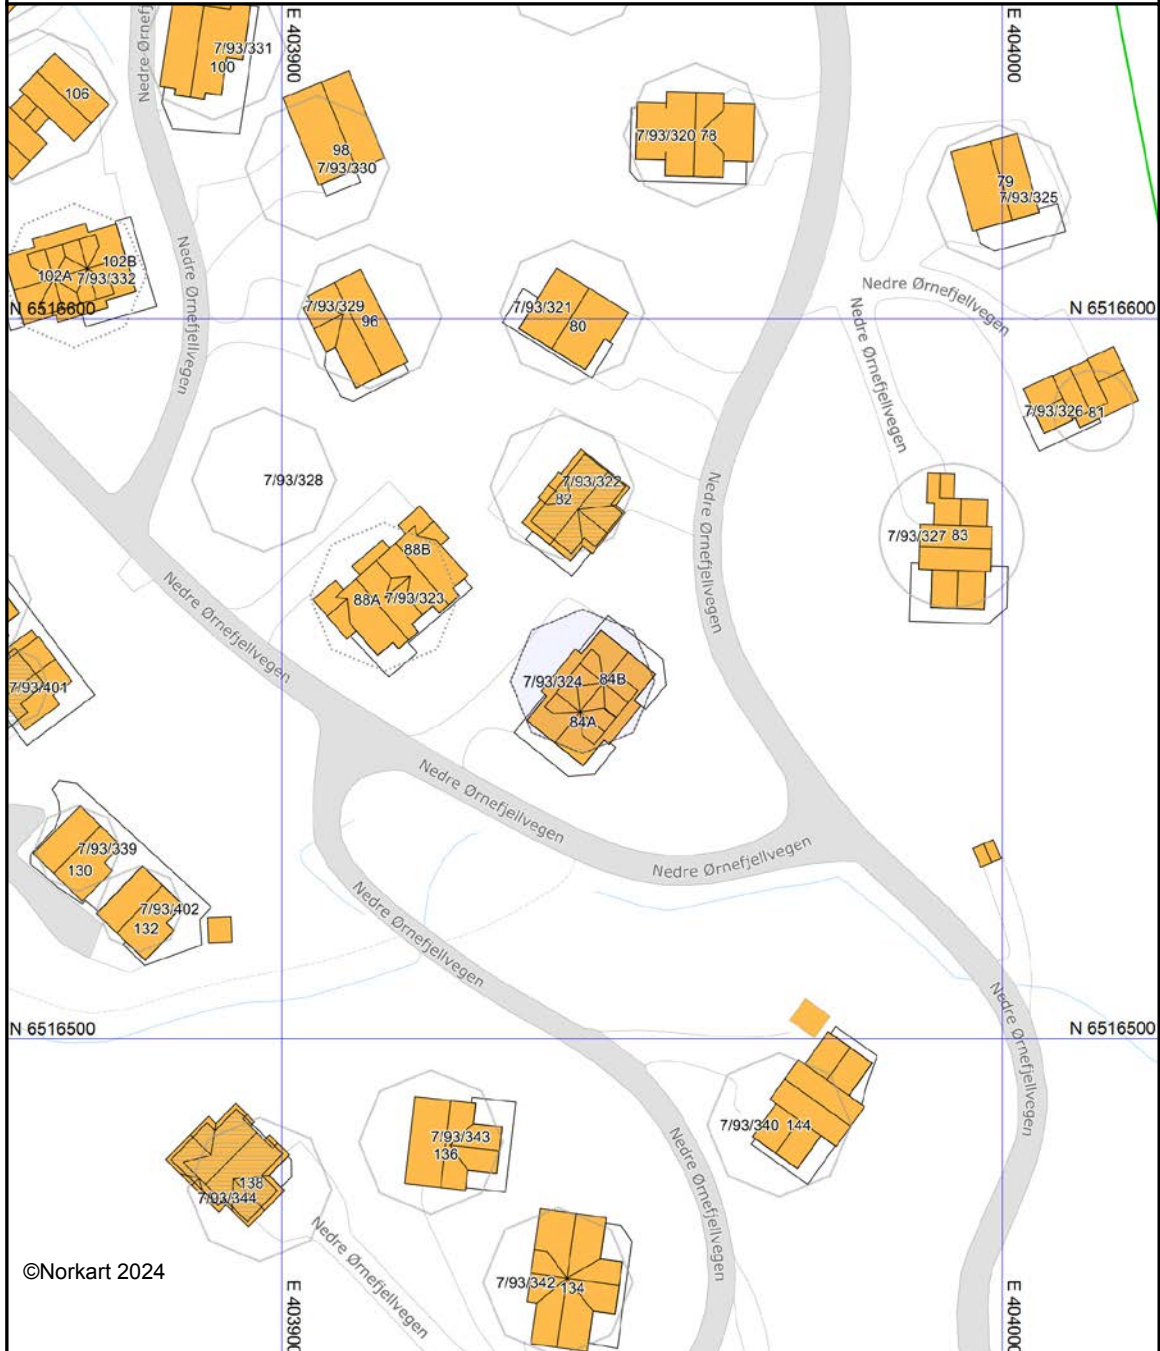 Nedre Ørnef
7/93/331
100
E 403900
E 404000
106
98
7/93/330
7/93/320 78
79
7/93/325
102B
102A
7/93/332
Nedre Ørnefjellvegen
Nedre Ørnefjellvegen
N 6516600
7/93/329
96
7/93/321
80
Nedre Ørnefjellvegen
N 6516600
7/93/326
81
7/93/328
7/93/322
82
Nedre Ørnefjellvegen
7/93/327 83
88B
88A
7/93/323
Nedre Ørnefjellvegen
7/93/401
7/93/324
84B
84A
Nedre Ørnefjellvegen
7/93/339
130
Nedre Ørnefjellvegen
7/93/402
132
Nedre Ørnefjellvegen
N 6516500
Nedre Ørnefjellvegen
N 6516500
7/93/340 144
7/93/343
136
Nedre Ørnefjellvegen
138
7/93/344
Nedre Ørnefjellvegen
7/93/342
134
©Norkart 2024
E 403900
E 404000